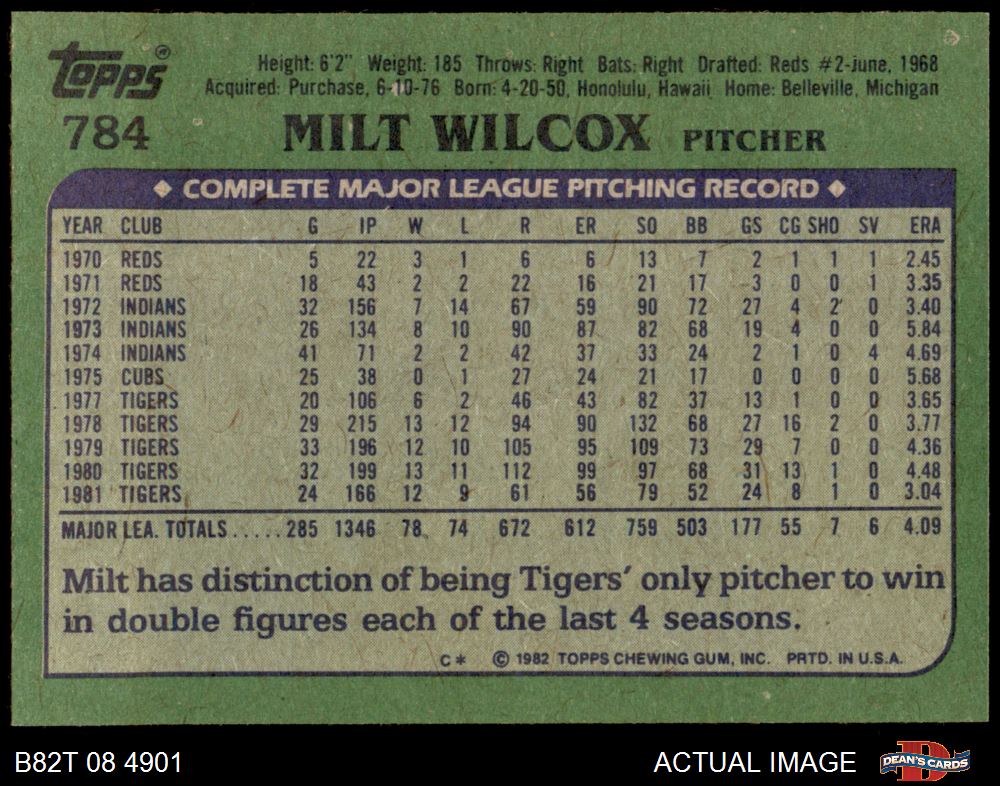 Topps®
Height: 6'2" Weight: 185 Throws: Right Bats: Right Drafted: Reds #2-June, 1968
Acquired: Purchase, 6-10-76 Born: 4-20-50, Honolulu, Hawaii Home: Belleville, Michigan
784 MILT WILCOX PITCHER
COMPLETE MAJOR LEAGUE PITCHING RECORD
YEAR CLUB G IP W L R ER SO BB GS CG SHO SV ERA
1970 REDS 5 22 3 1 6 6 13 7 2 1 1 1 2.45
1971 REDS 18 43 2 2 22 16 21 17 3 0 0 1 3.35
1972 INDIANS 32 156 7 14 67 59 90 72 27 4 2 0 3.40
1973 INDIANS 26 134 8 10 90 87 82 68 19 4 0 0 5.84
1974 INDIANS 41 71 2 2 42 37 33 24 2 1 0 4 4.69
1975 CUBS 25 38 0 1 27 24 21 17 0 0 0 0 5.68
1977 TIGERS 20 106 6 2 46 43 82 37 13 1 0 0 3.65
1978 TIGERS 29 215 13 12 94 90 132 68 27 16 2 0 3.77
1979 TIGERS 33 196 12 10 105 95 109 73 29 7 0 0 4.36
1980 TIGERS 32 199 13 11 112 99 97 68 31 13 1 0 4.48
1981 TIGERS 24 166 12 9 61 56 79 52 24 8 1 0 3.04
MAJOR LEA. TOTALS.....285 1346 78 74 672 612 759 503 177 55 7 6 4.09
Milt has distinction of being Tigers' only pitcher to win
in double figures each of the last 4 seasons.
C* © 1982 TOPPS CHEWING GUM, INC. PRTD. IN U.S.A.
B82T 08 4901 ACTUAL IMAGE D DEAN'S CARDS